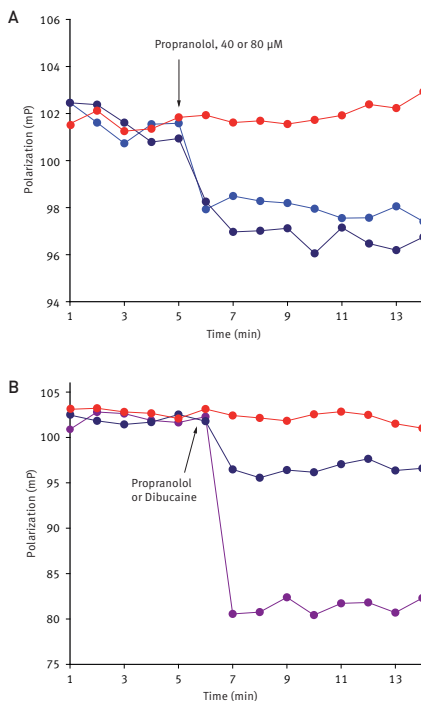 A
Propranolol, 40 or 80 µM
106
104
102
100
98
96
94
Polarization (mP)
1 3 5 7 9 11 13
Time (min)
B
105
100
95
90
85
80
75
Polarization (mP)
Propranolol
or Dibucaine
1 3 5 7 9 11 13
Time (min)